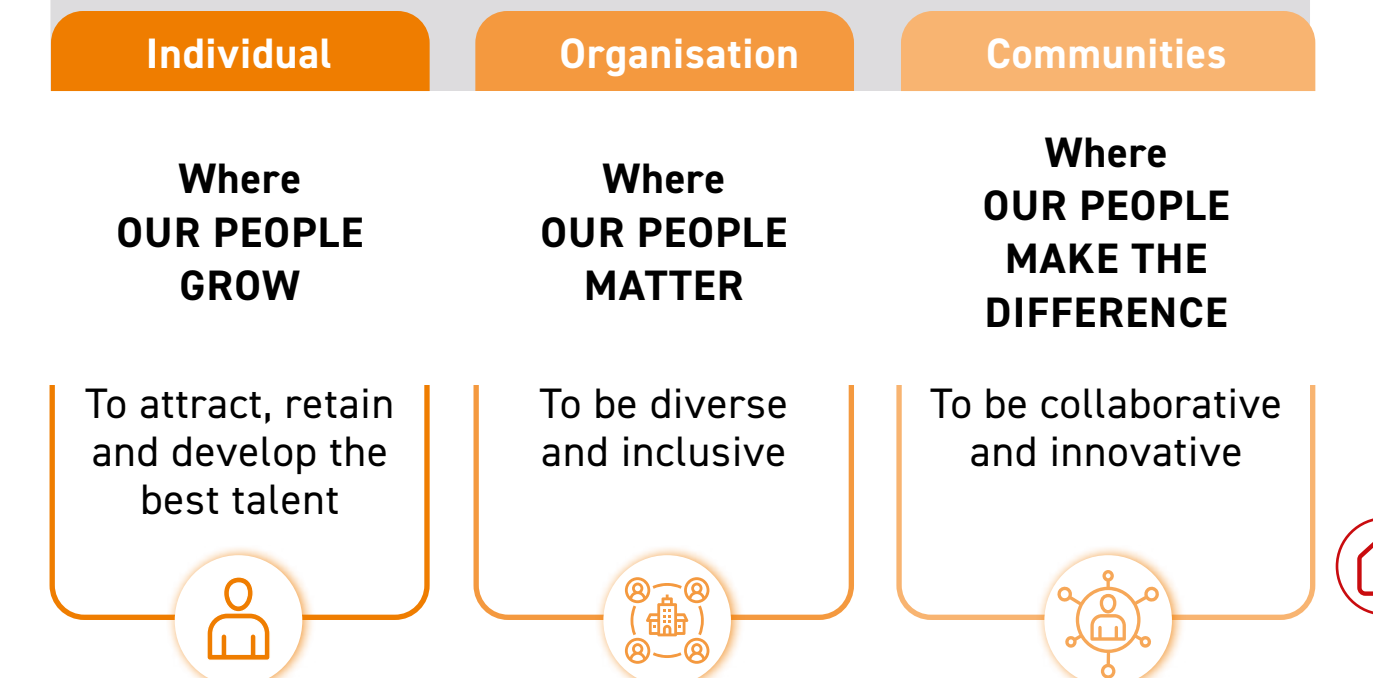 Individual
Where
OUR PEOPLE
GROW
To attract, retain
and develop the
best talent
Organisation
Where
OUR PEOPLE
MATTER
To be diverse
and inclusive
Communities
Where
OUR PEOPLE
MAKE THE
DIFFERENCE
To be collaborative
and innovative